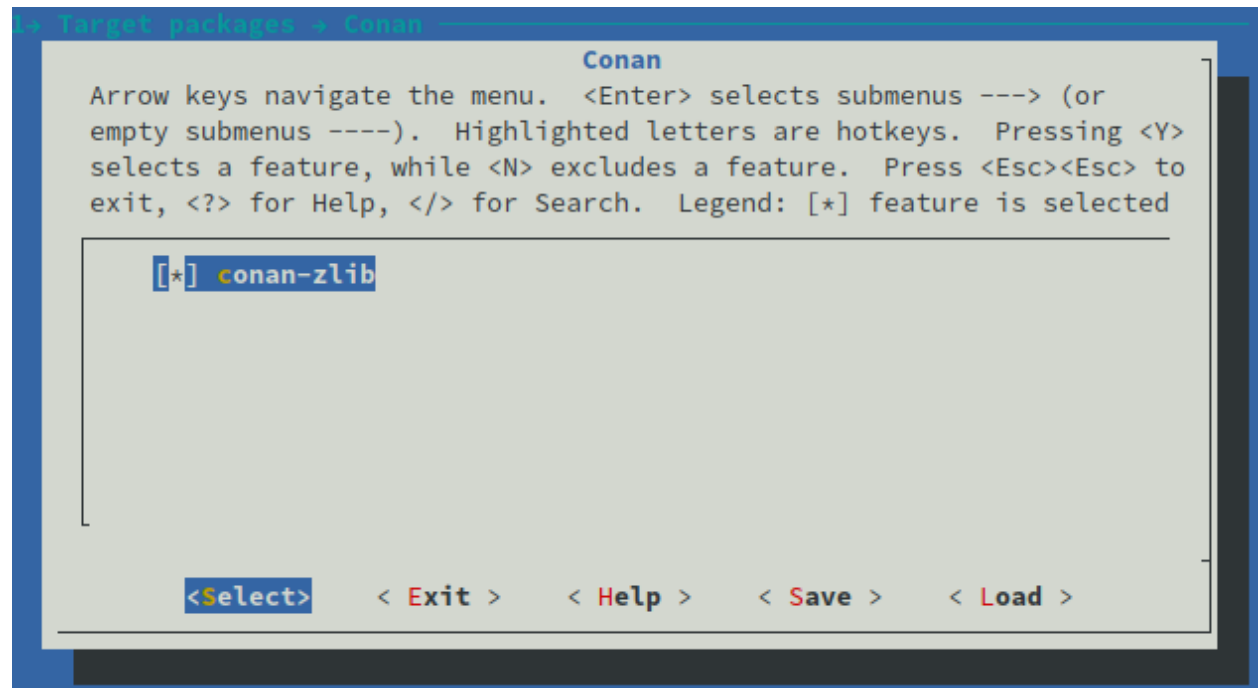 1→ Target packages → Conan
Conan
Arrow keys navigate the menu.  <Enter> selects submenus ---> (or
empty submenus ----).  Highlighted letters are hotkeys.  Pressing <Y>
selects a feature, while <N> excludes a feature.  Press <Esc><Esc> to
exit, <?> for Help, </> for Search.  Legend: [*] feature is selected
[*] conan-zlib
<Select>    < Exit >    < Help >    < Save >    < Load >